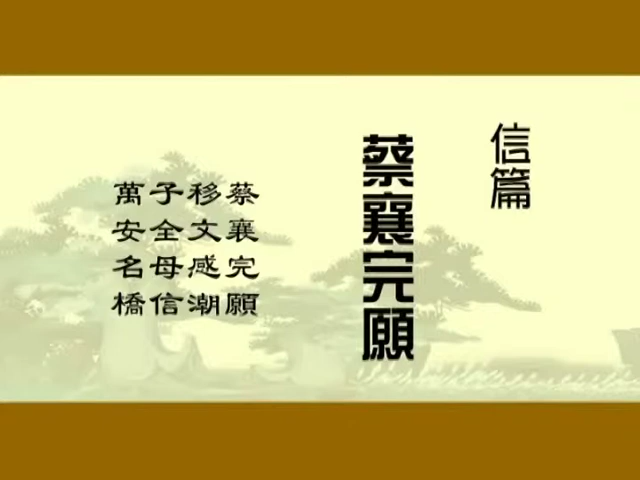 信篇
蔡襄完願
蔡襄完願
移文感潮
子全母信
萬安名橋